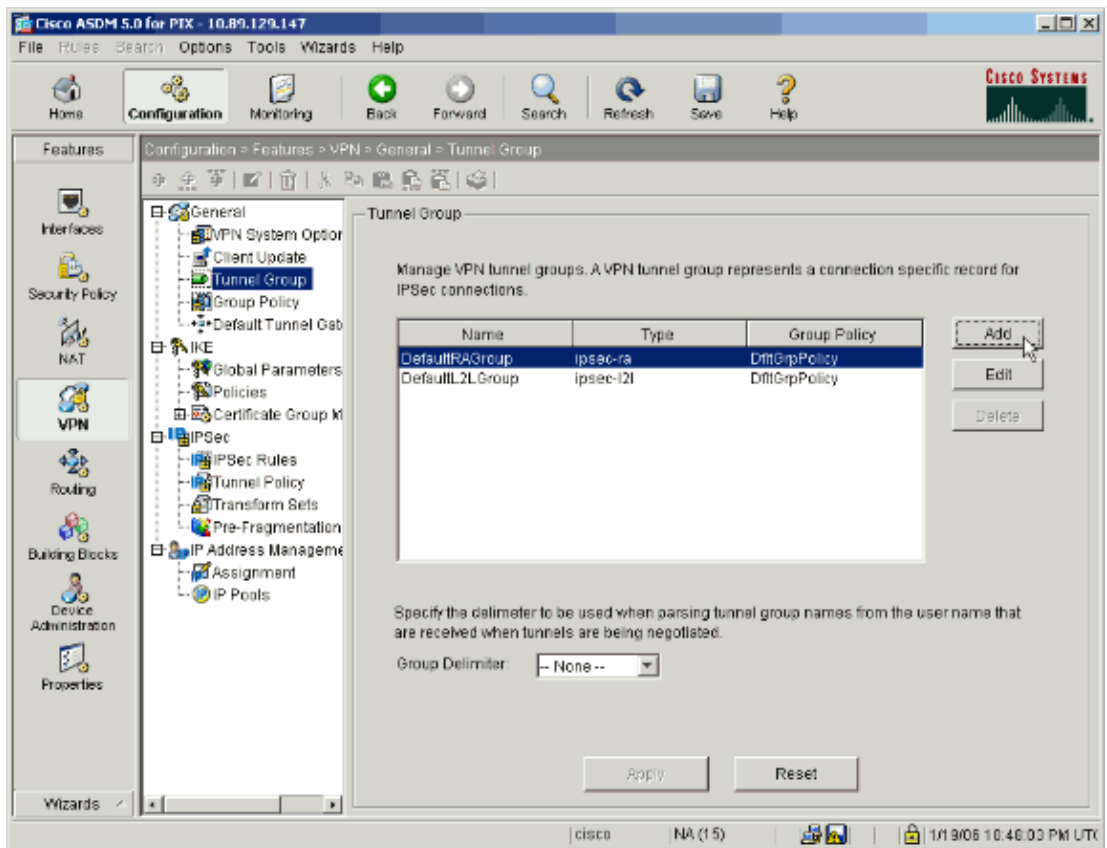 Cisco ASDM 5.0 for PIX - 10.89.129.147
File Rules Search Options Tools Wizards Help
Home Configuration Monitoring Back Forward Search Refresh Save Help
CISCO SYSTEMS
Features
Configuration > Features > VPN > General > Tunnel Group
Interfaces
Security Policy
NAT
VPN
Routing
Building Blocks
Device
Administration
Properties
Wizards
General
VPN System Option
Client Update
Tunnel Group
Group Policy
Default Tunnel Gat
IKE
Global Parameters
Policies
Certificate Group M
IPSec
IPSec Rules
Tunnel Policy
Transform Sets
Pre-Fragmentation
IP Address Manageme
Assignment
IP Pools
Tunnel Group
Manage VPN tunnel groups. A VPN tunnel group represents a connection specific record for
IPSec connections.
Name Type Group Policy
DefaultRAGroup ipsec-ra DfltGrpPolicy
DefaultL2LGroup ipsec-l2l DfltGrpPolicy
Add
Edit
Delete
Specify the delimeter to be used when parsing tunnel group names from the user name that
are received when tunnels are being negotiated.
Group Delimiter: -- None --
Apply Reset
cisco NA (15) 1/19/06 10:48:03 PM UTC